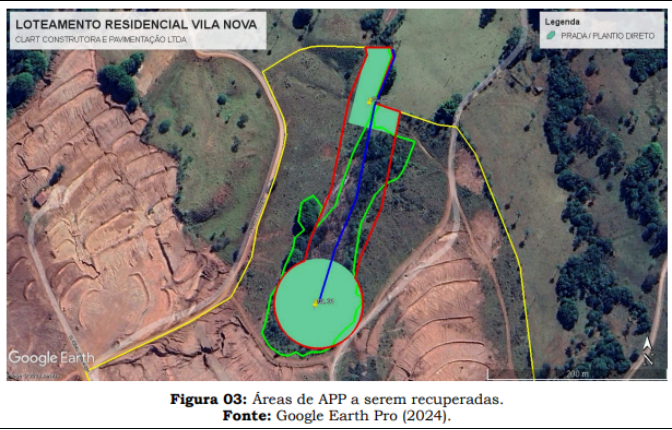 LOTEAMENTO RESIDENCIAL VILA NOVA
CLART CONSTRUTORA E PAVIMENTAÇÃO LTDA
Legenda
PRADA / PLANTIO DIRETO
Google Earth
200 m
Figura 03: Áreas de APP a serem recuperadas.
Fonte: Google Earth Pro (2024).